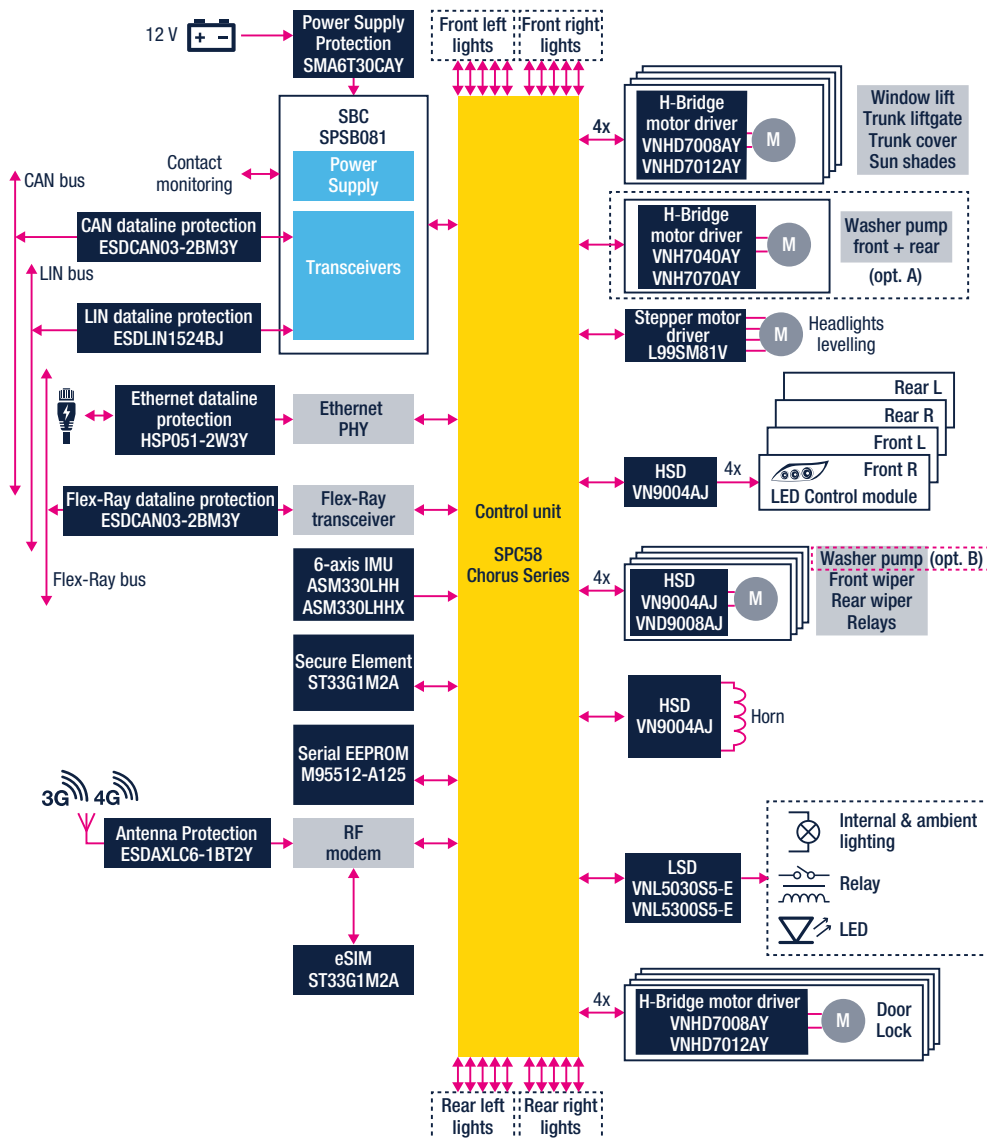 12 V
Power Supply
Protection
SMA6T30CAY
Front left
lights
Front right
lights
SBC
SPSB081
Power
Supply
Transceivers
Contact
monitoring
CAN bus
CAN dataline protection
ESDCAN03-2BM3Y
LIN bus
LIN dataline protection
ESDLIN1524BJ
Ethernet dataline
protection
HSP051-2W3Y
Ethernet
PHY
Flex-Ray dataline protection
ESDCAN03-2BM3Y
Flex-Ray
transceiver
Flex-Ray bus
6-axis IMU
ASM330LHH
ASM330LHHX
Secure Element
ST33G1M2A
Serial EEPROM
M95512-A125
3G
4G
Antenna Protection
ESDAXLC6-1BT2Y
RF
modem
eSIM
ST33G1M2A
Control unit
SPC58
Chorus Series
4x
H-Bridge
motor driver
VNHD7008AY
VNHD7012AY
M
Window lift
Trunk liftgate
Trunk cover
Sun shades
H-Bridge
motor driver
VNH7040AY
VNH7070AY
M
Washer pump
front + rear
(opt. A)
Stepper motor
driver
L99SM81V
M
Headlights
levelling
HSD
VN9004AJ
4x
Rear L
Rear R
Front L
Front R
LED Control module
4x
HSD
VN9004AJ
VND9008AJ
M
Washer pump (opt. B)
Front wiper
Rear wiper
Relays
HSD
VN9004AJ
Horn
LSD
VNL5030S5-E
VNL5300S5-E
Internal & ambient
lighting
Relay
LED
4x
H-Bridge motor driver
VNHD7008AY
VNHD7012AY
M
Door
Lock
Rear left
lights
Rear right
lights